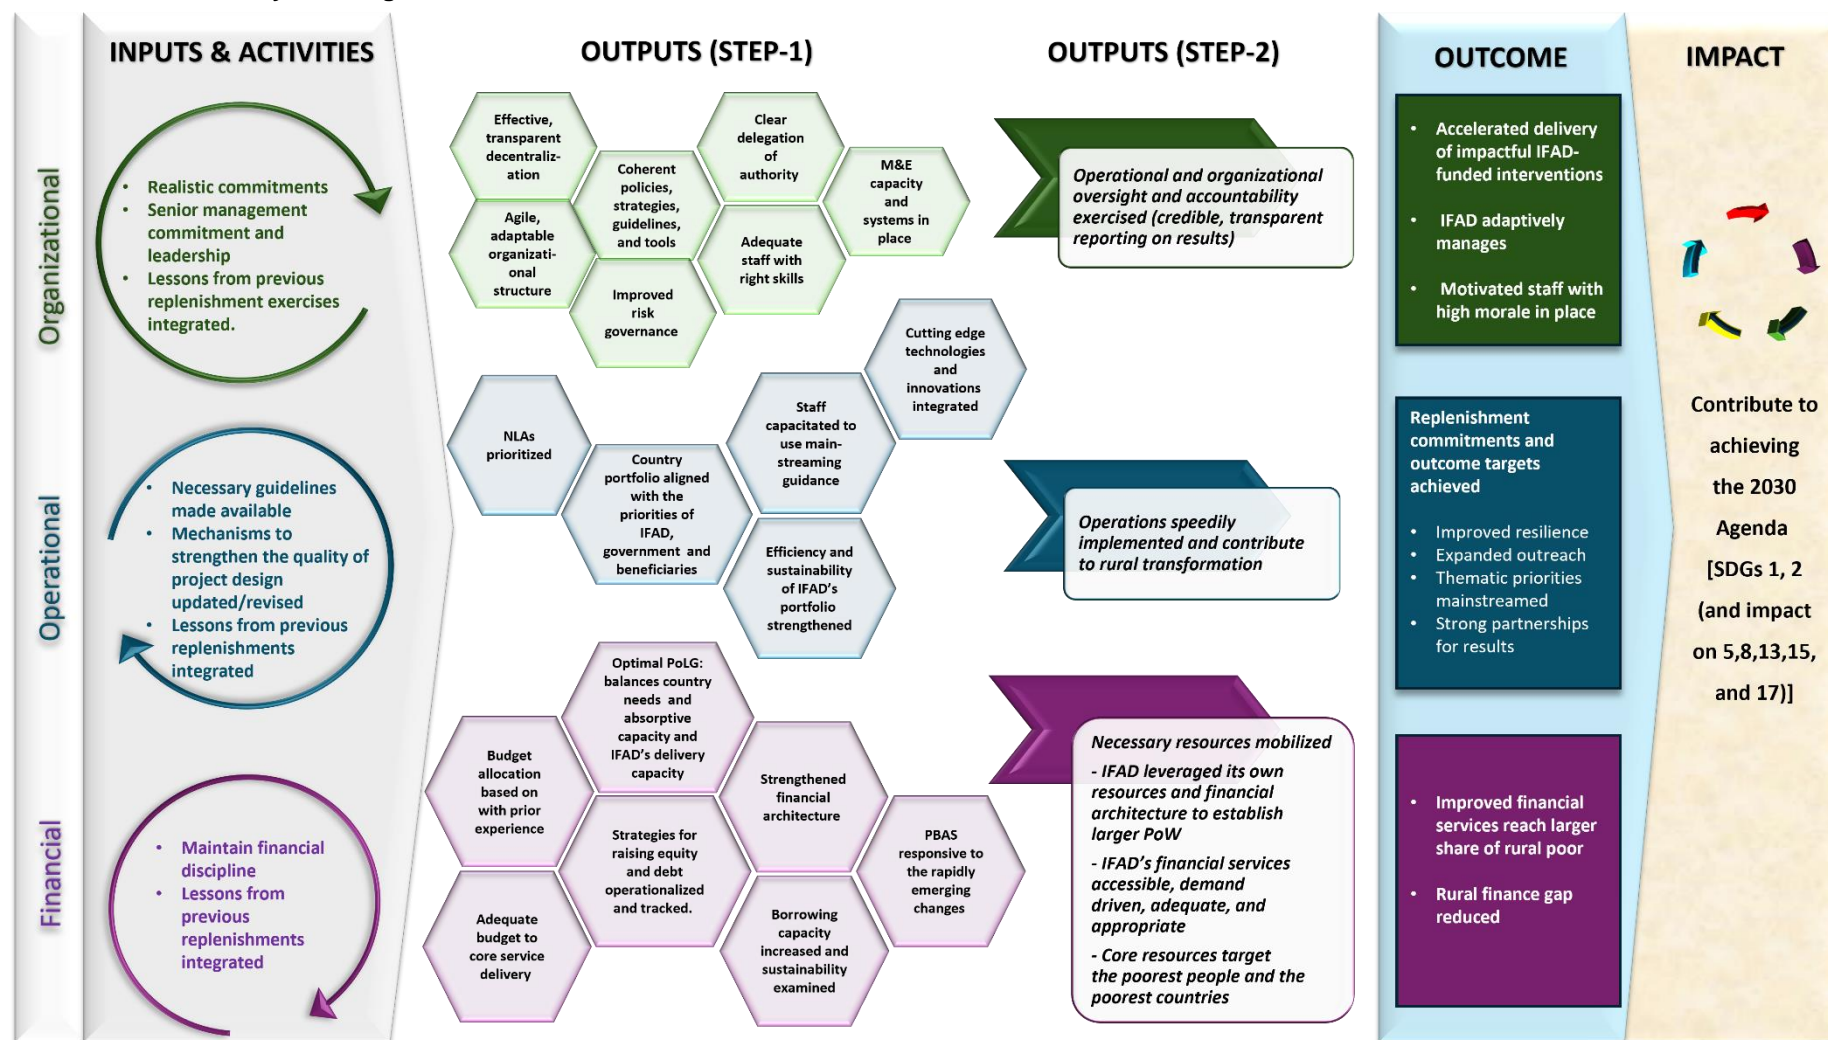 INPUTS & ACTIVITIES
OUTPUTS (STEP-1)
OUTPUTS (STEP-2)
OUTCOME
IMPACT
Organizational
• Realistic commitments
• Senior management
commitment and
leadership
• Lessons from previous
replenishment exercises
integrated.
Effective,
transparent
decentraliz-
ation
Coherent
policies,
strategies,
guidelines,
and tools
Clear
delegation
of
authority
M&E
capacity
and
systems in
place
Agile,
adaptable
organizati-
onal
structure
Improved
risk
governance
Adequate
staff with
right skills
Operational and organizational
oversight and accountability
exercised (credible, transparent
reporting on results)
• Accelerated delivery
of impactful IFAD-
funded interventions
• IFAD adaptively
manages
• Motivated staff with
high morale in place
Operational
• Necessary guidelines
made available
• Mechanisms to
strengthen the quality of
project design
updated/revised
• Lessons from previous
replenishments
integrated
NLAs
prioritized
Country
portfolio aligned
with the
priorities of
IFAD,
government and
beneficiaries
Staff
capacitated to
use main-
streaming
guidance
Cutting edge
technologies
and
innovations
integrated
Efficiency and
sustainability
of IFAD's
portfolio
strengthened
Operations speedily
implemented and contribute
to rural transformation
Replenishment
commitments and
outcome targets
achieved
• Improved resilience
• Expanded outreach
• Thematic priorities
mainstreamed
• Strong partnerships
for results
Financial
• Maintain financial
discipline
• Lessons from
previous
replenishments
integrated
Optimal PoLG:
balances country
needs and
absorptive
capacity and
IFAD's delivery
capacity
Budget
allocation
based on
with prior
experience
Strengthened
financial
architecture
Strategies for
raising equity
and debt
operationalized
and tracked.
PBAS
responsive to
the rapidly
emerging
changes
Adequate
budget to
core service
delivery
Borrowing
capacity
increased and
sustainability
examined
Necessary resources mobilized
- IFAD leveraged its own
resources and financial
architecture to establish
larger PoW
- IFAD's financial services
accessible, demand
driven, adequate, and
appropriate
- Core resources target
the poorest people and the
poorest countries
• Improved financial
services reach larger
share of rural poor
• Rural finance gap
reduced
Contribute to
achieving
the 2030
Agenda
[SDGs 1, 2
(and impact
on 5,8,13,15,
and 17)]